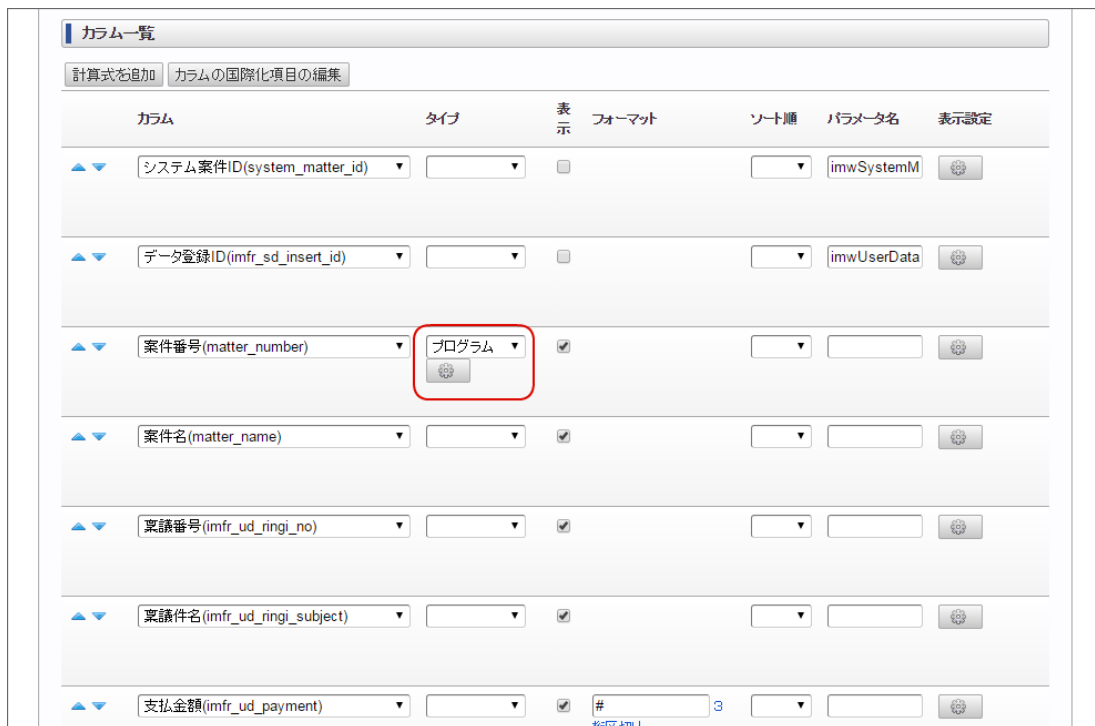 カラム一覧
計算式を追加 カラムの国際化項目の編集
カラム タイプ 表示 フォーマット ソート順 パラメータ名 表示設定
システム案件ID(system_matter_id) imwSystemM
データ登録ID(imfr_sd_insert_id) imwUserData
案件番号(matter_number) プログラム
案件名(matter_name)
稟議番号(imfr_ud_ringi_no)
稟議件名(imfr_ud_ringi_subject)
支払金額(imfr_ud_payment) # 3
桁区切り